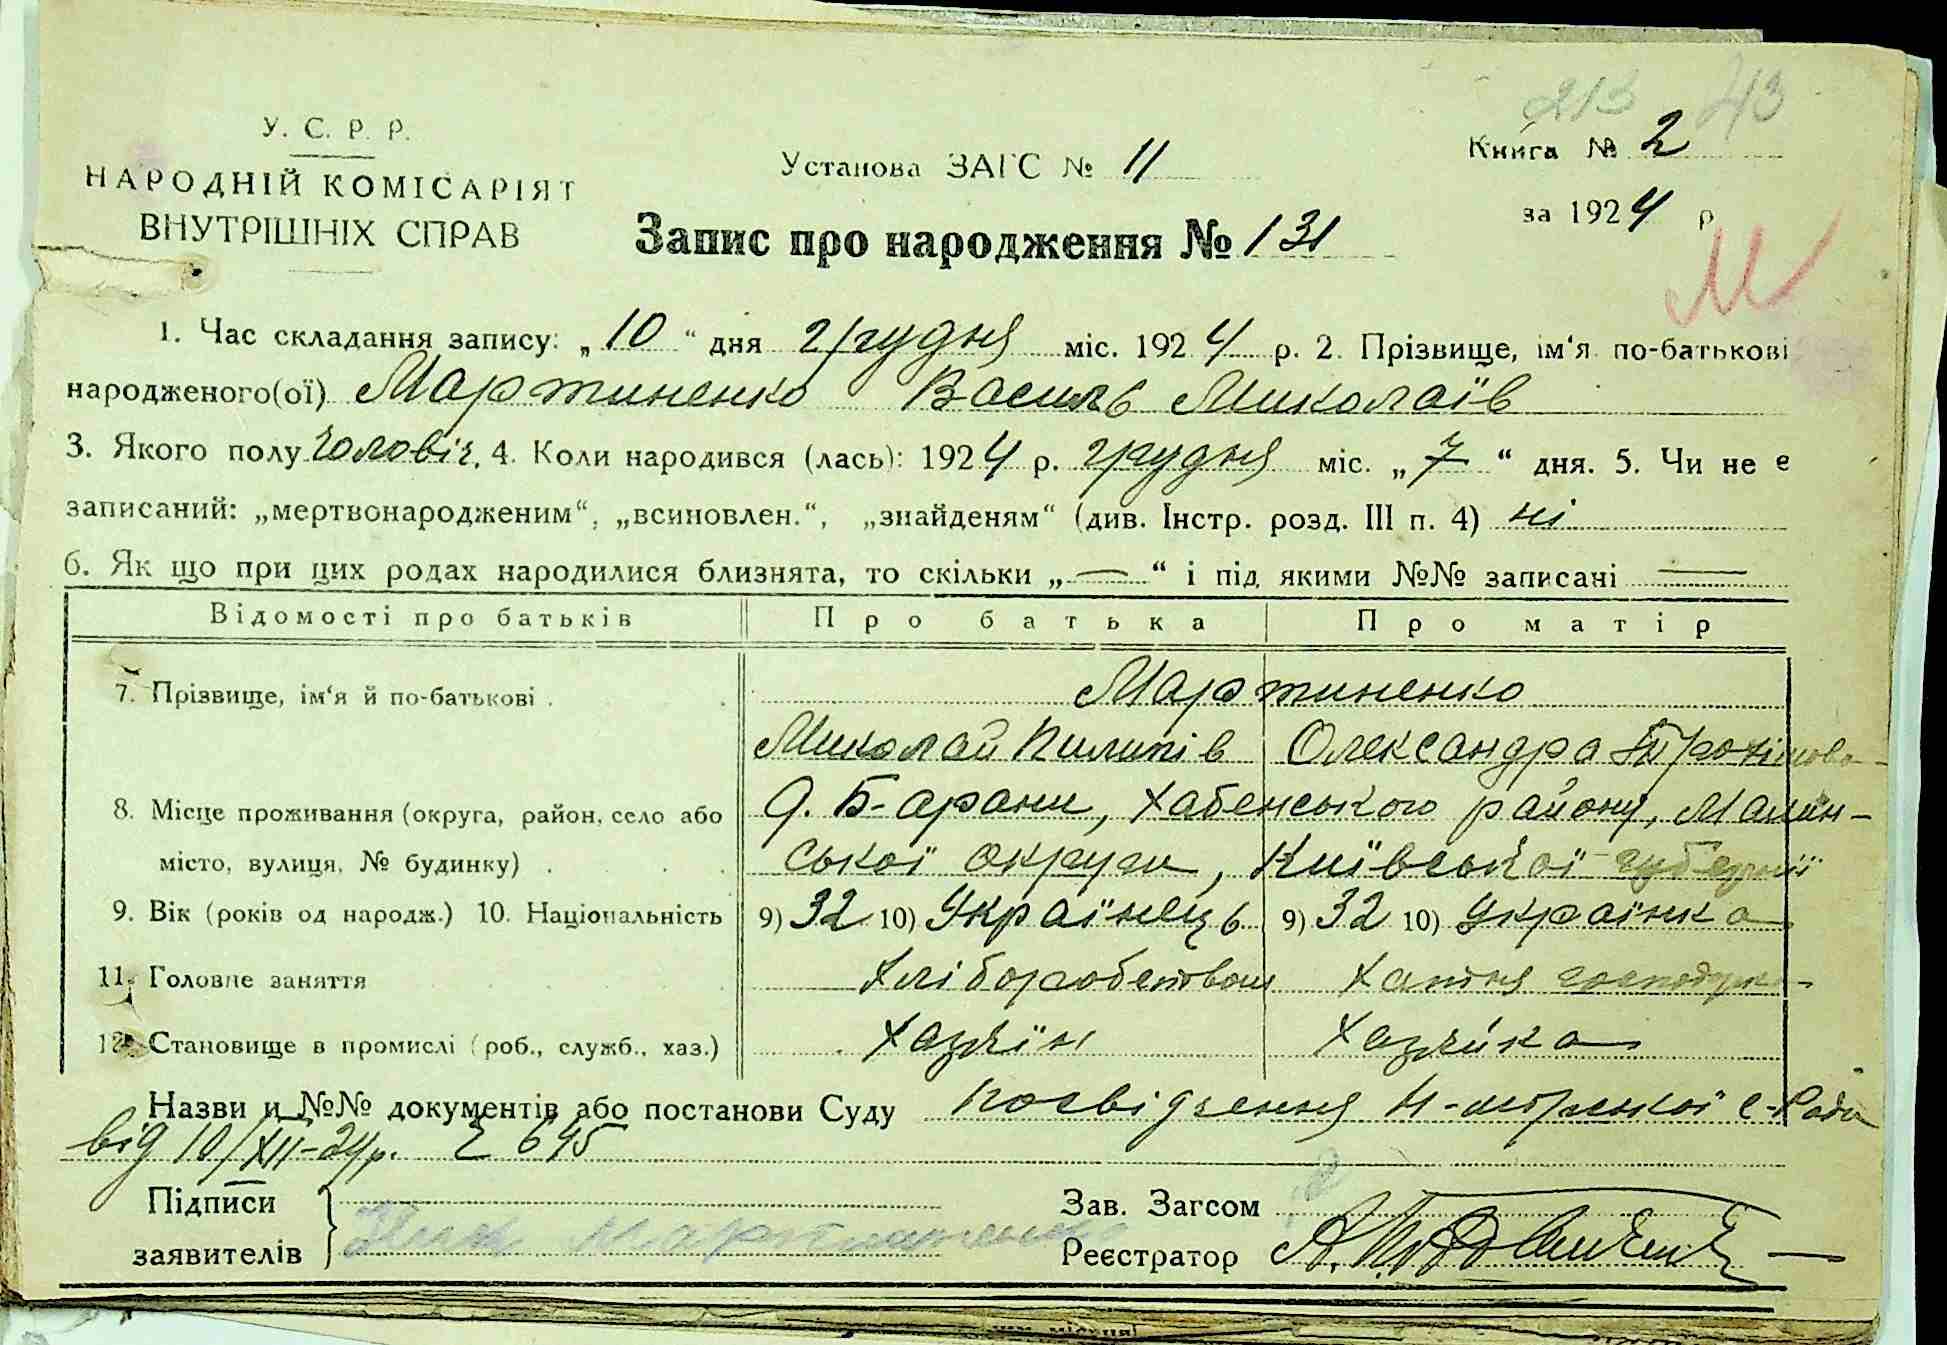 213 43
У. С. Р. Р.
НАРОДНІЙ КОМІСАРІЯТ
ВНУТРІШНІХ СПРАВ
Установа ЗАГС № 11
Книга № 2
за 1924 р
Запис про народження № 131
М
1. Час складання запису: „10“ дня грудня міс. 1924 р. 2. Прізвище, ім‘я по-батькові
народженого(ої) Мартиненко Василь Миколаїв
3. Якого полу чоловіч. 4. Коли народився (лась): 1924 р. грудня міс. „7“ дня. 5. Чи не є
записаний: „мертвонародженим“, „всиновлен.“, „знайденям“ (див. Інстр. розд. III п. 4) ні
6. Як що при цих родах народилися близнята, то скільки „—“ і під якими №№ записані —
Відомості про батьків Про батька Про матір
7. Прізвище, ім‘я й по-батькові . Мартиненко
Миколай Пилипів Олександра
8. Місце проживання (округа, район, село або д. Б-арани, Хабенського району, Малин-
місто, вулиця, № будинку) . ської округи, Київської губернії
9. Вік (років од народж.) 10. Національність 9) 32 10) Українець 9) 32 10) Українка
11. Головне заняття Хліборобство Хатня
12. Становище в промислі (роб., служб., хаз.) Хазяїн Хазяйка
Назви и №№ документів або постанови Суду посвідчення с-Ради
від 10/XII-24р. 645
Підписи
заявителів Мартиненко
Зав. Загсом
Реєстратор